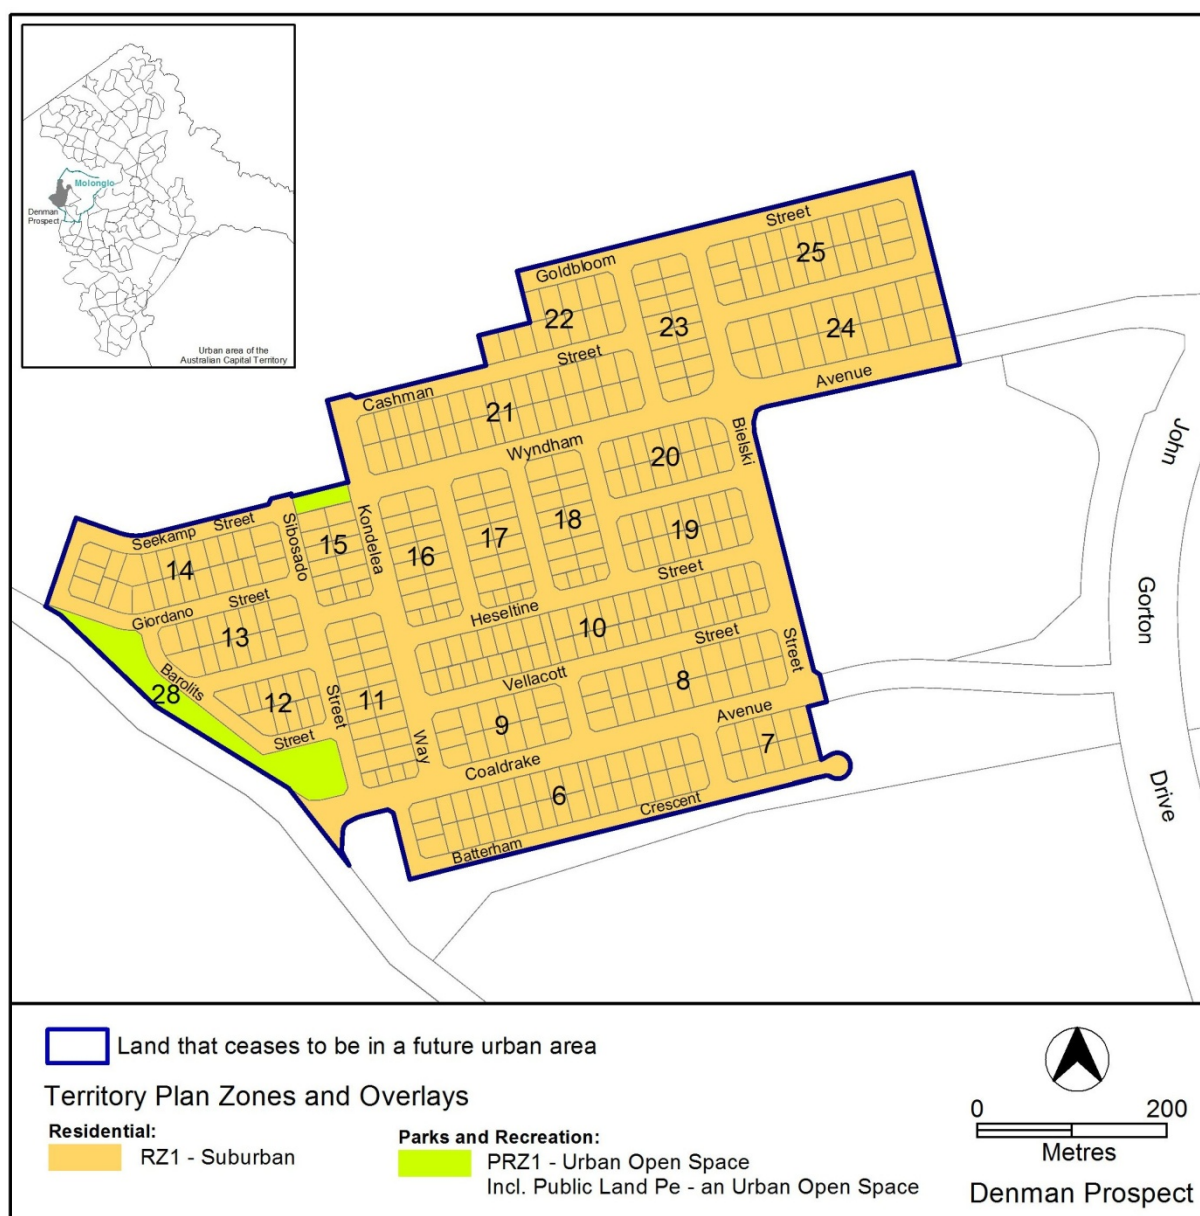 Molonglo
Denman
Prospect
Urban area of the
Australian Capital Territory
Goldbloom
Street
25
22
23
24
Street
Avenue
Cashman
21
Wyndham
20
Bielski
John
Seekamp Street
Sibosado
Kondelea
15
16
17
18
19
14
Giordano Street
13
Heseltine
Street
10
Gorton
Barolits
28
12
Street
11
Vellacott
Street
8
Street
Street
9
Way
Avenue
7
Coaldrake
6
Crescent
Batterham
Drive
Land that ceases to be in a future urban area
Territory Plan Zones and Overlays
Residential:
RZ1 - Suburban
Parks and Recreation:
PRZ1 - Urban Open Space
Incl. Public Land Pe - an Urban Open Space
0 200
Metres
Denman Prospect